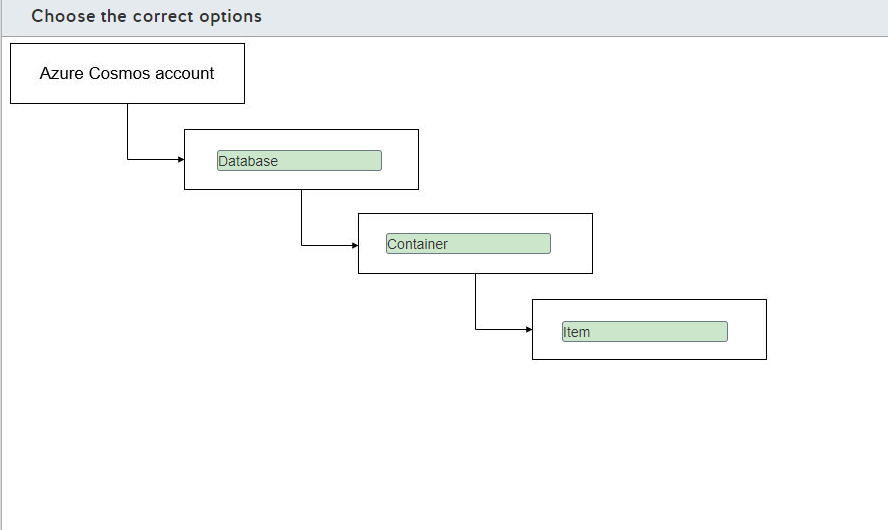 Choose the correct options
Azure Cosmos account
Database
Container
Item